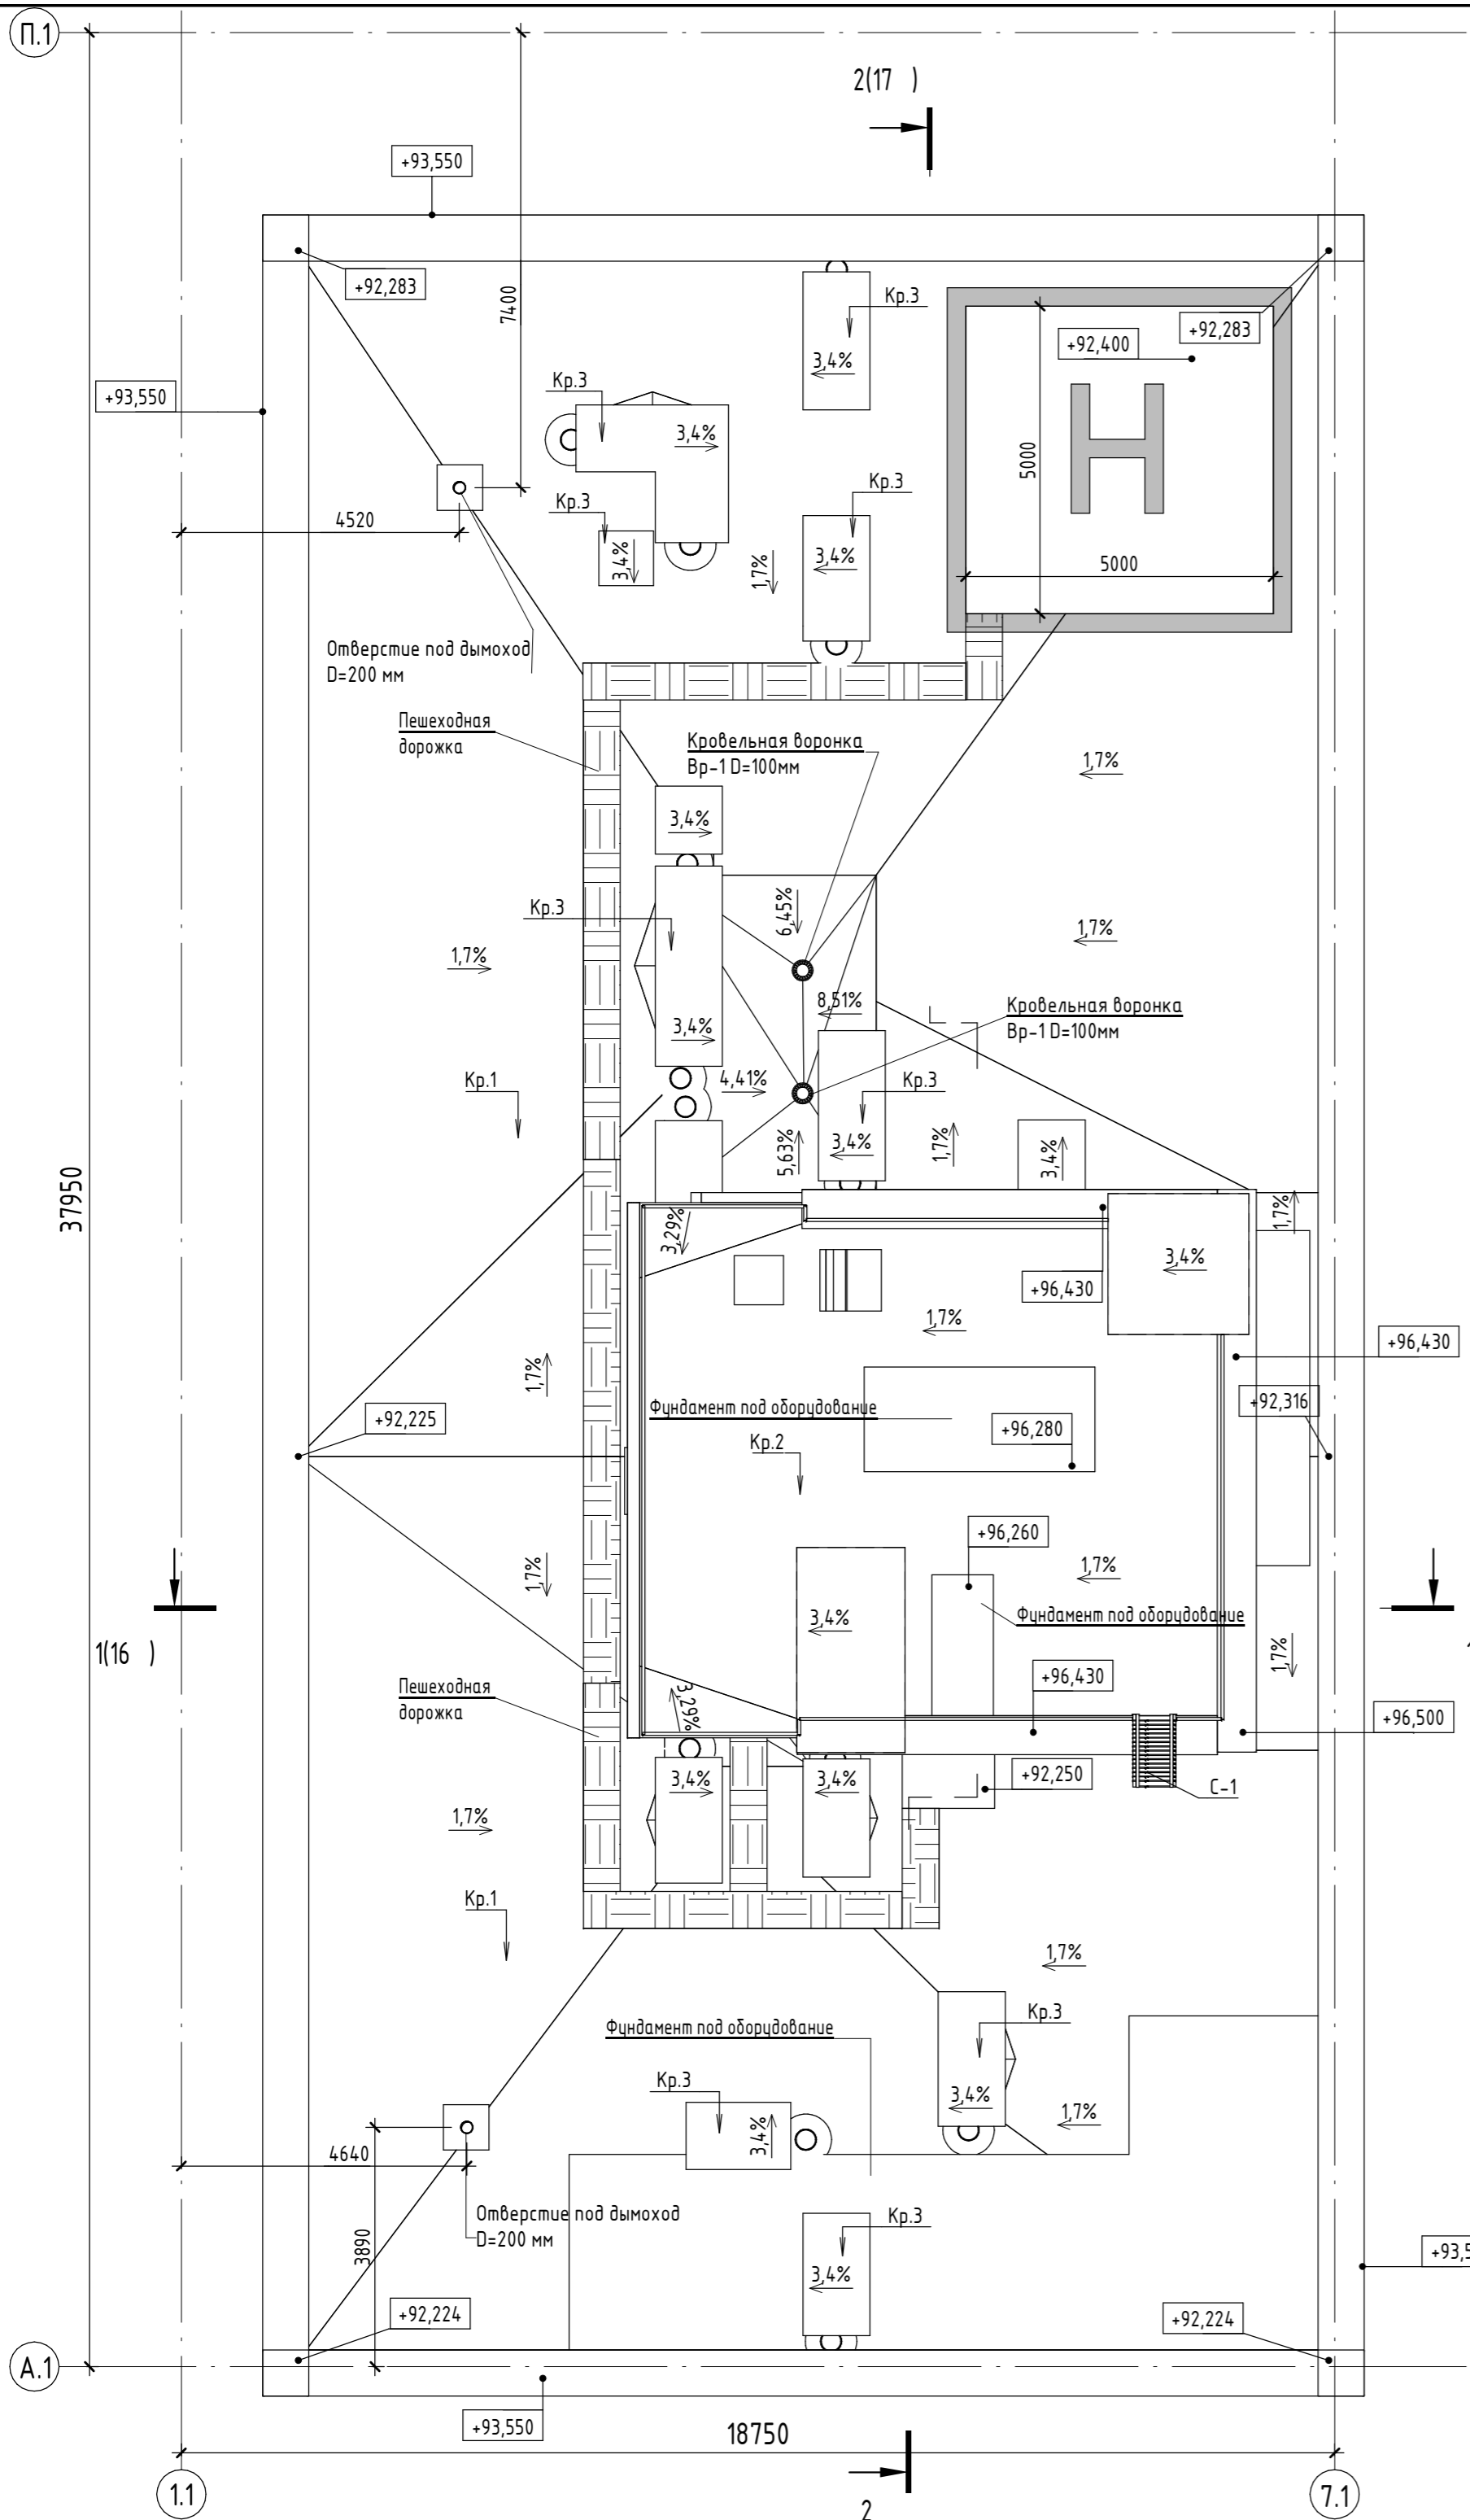 П.1
2(17 )
+93,550
+92,283
7400
Кр.3
+92,283
+92,400
3,4%
+93,550
Кр.3
3,4%
5000
Кр.3
Кр.3
4520
3,4%
1,7%
3,4%
5000
Отверстие под дымоход
D=200 мм
Пешеходная
дорожка
Кровельная воронка
Вр-1 D=100мм
1,7%
3,4%
Кр.3
6,45%
1,7%
1,7%
8,51%
Кровельная воронка
Вр-1 D=100мм
3,4%
Кр.1
4,41%
Кр.3
5,63%
3,4%
1,7%
3,4%
37950
3,29%
1,7%
3,4%
+96,430
1,7%
+96,430
1,7%
+92,316
+92,225
Фундамент под оборудование
+96,280
Кр.2
+96,260
1,7%
1,7%
3,4%
Фундамент под оборудование
1(16 )
1,7%
+96,430
Пешеходная
дорожка
3,29%
+96,500
3,4%
3,4%
+92,250
С-1
1,7%
Кр.1
1,7%
Кр.3
Фундамент под оборудование
Кр.3
3,4%
3,4%
1,7%
4640
Отверстие под дымоход
D=200 мм
3890
Кр.3
+93,5
3,4%
+92,224
+92,224
А.1
+93,550
18750
1.1
2
7.1